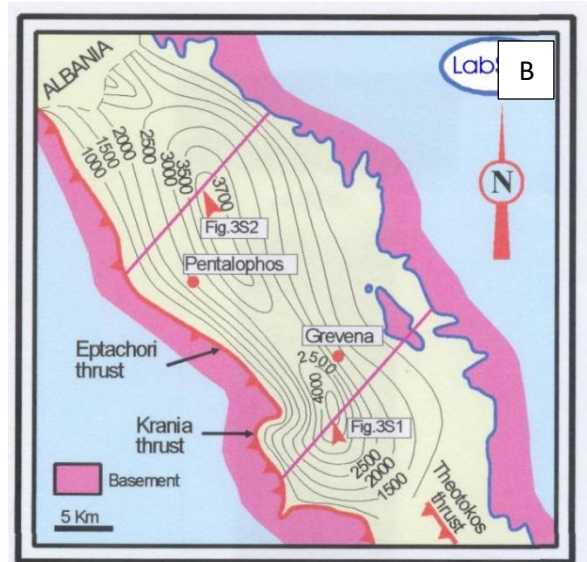 ALBANIA
LabS
B
N
1000
1500
2000
2500
3000
3500
3700
Fig.3S2
Pentalophos
Grevena
Eptachori
thrust
2500
4000
Krania
thrust
Fig.3S1
2500
2000
1500
Theotokos
thrust
Basement
5 Km